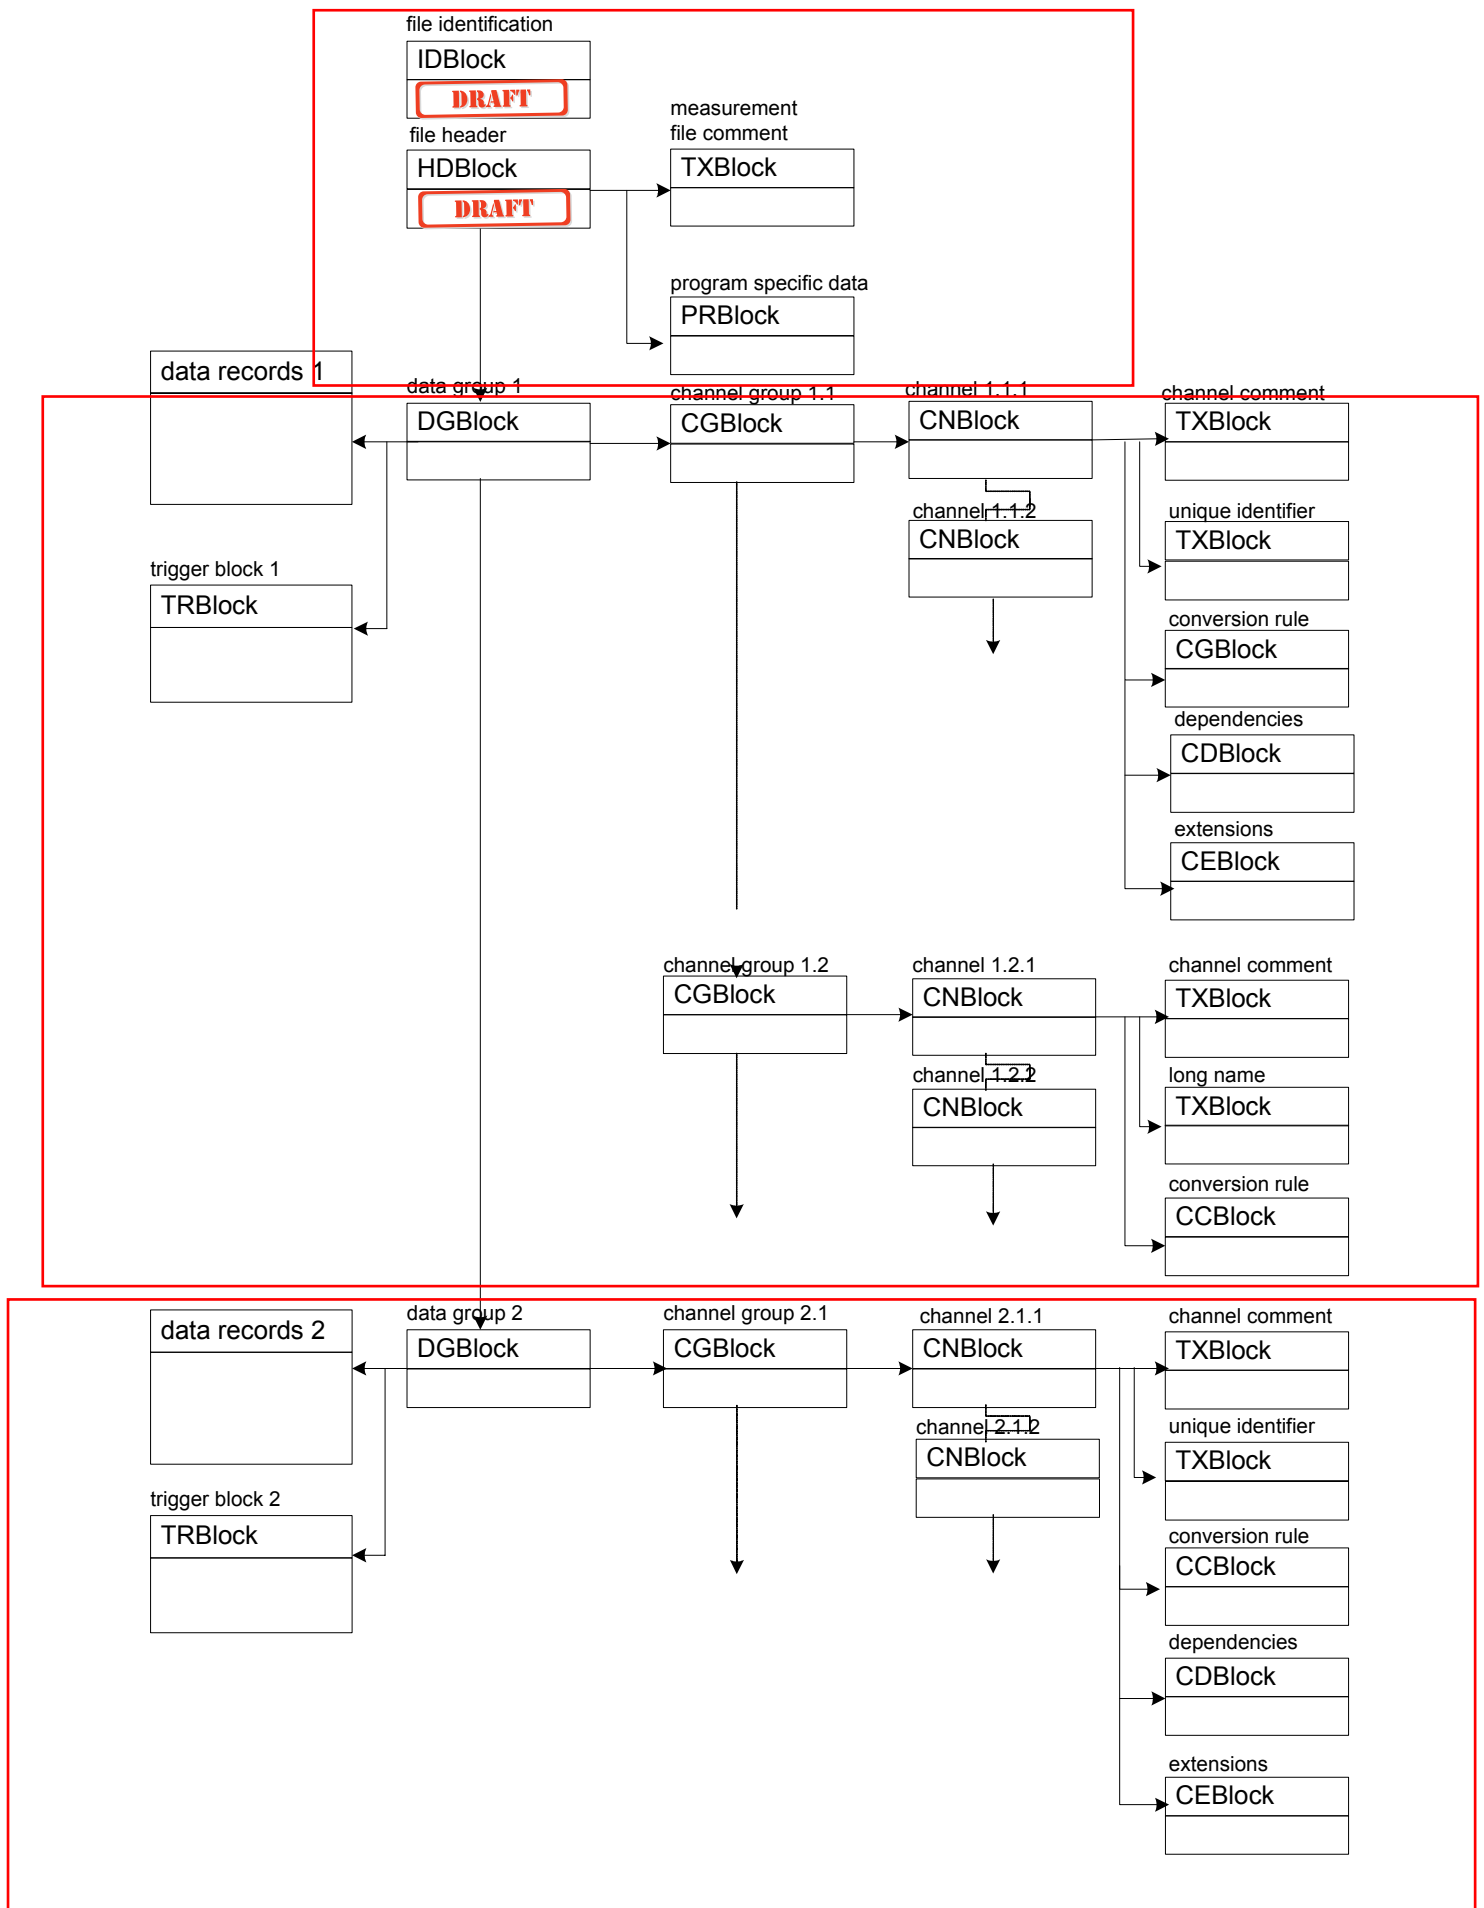 file identification
IDBlock
DRAFT
file header
HDBlock
DRAFT
measurement
file comment
TXBlock
program specific data
PRBlock
data records 1
data group 1
DGBlock
channel group 1.1
CGBlock
channel 1.1.1
CNBlock
channel comment
TXBlock
channel 1.1.2
CNBlock
unique identifier
TXBlock
trigger block 1
TRBlock
conversion rule
CGBlock
dependencies
CDBlock
extensions
CEBlock
channel group 1.2
CGBlock
channel 1.2.1
CNBlock
channel comment
TXBlock
channel 1.2.2
CNBlock
long name
TXBlock
conversion rule
CCBlock
data records 2
data group 2
DGBlock
channel group 2.1
CGBlock
channel 2.1.1
CNBlock
channel comment
TXBlock
channel 2.1.2
CNBlock
unique identifier
TXBlock
trigger block 2
TRBlock
conversion rule
CCBlock
dependencies
CDBlock
extensions
CEBlock